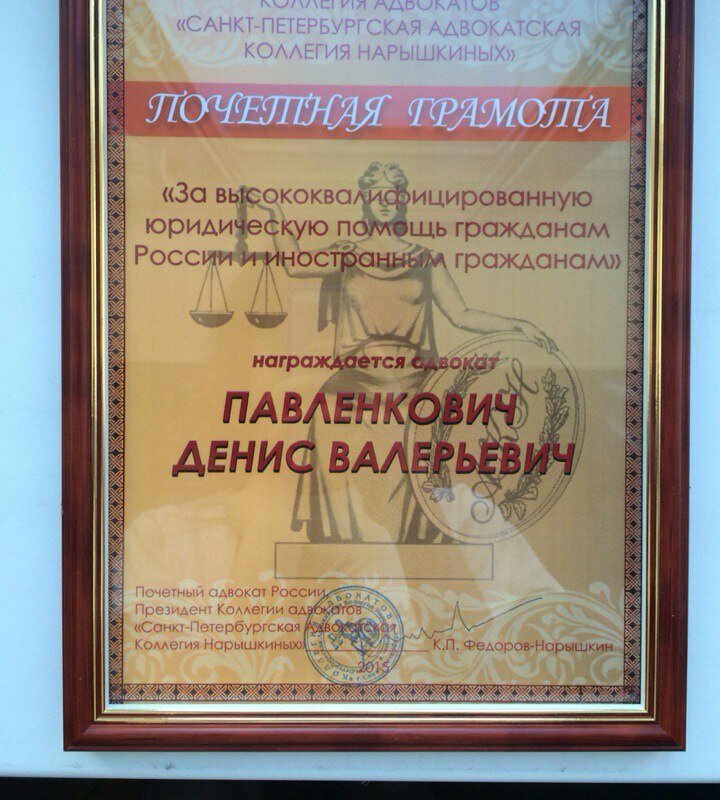 КОЛЛЕГИЯ АДВОКАТОВ
«САНКТ-ПЕТЕРБУРГСКАЯ АДВОКАТСКАЯ
КОЛЛЕГИЯ НАРЫШКИНЫХ»
ПОЧЕТНАЯ ГРАМОТА
«За высококвалифицированную
юридическую помощь гражданам
России и иностранным гражданам»
награждается адвокат
ПАВЛЕНКОВИЧ
ДЕНИС ВАЛЕРЬЕВИЧ
Почетный адвокат России,
Президент Коллегии адвокатов
«Санкт-Петербургская Адвокатская
Коллегия Нарышкиных»
К.П. Федоров-Нарышкин
2015